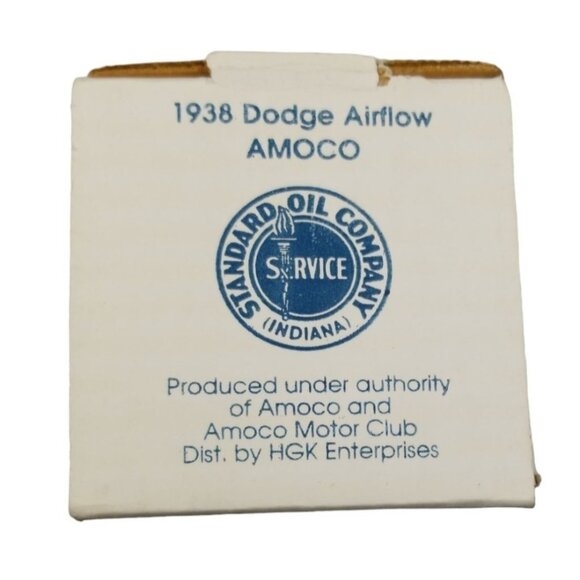 1938 Dodge Airflow
AMOCO
STANDARD OIL COMPANY
SERVICE
(INDIANA)
Produced under authority
of Amoco and
Amoco Motor Club
Dist. by HGK Enterprises